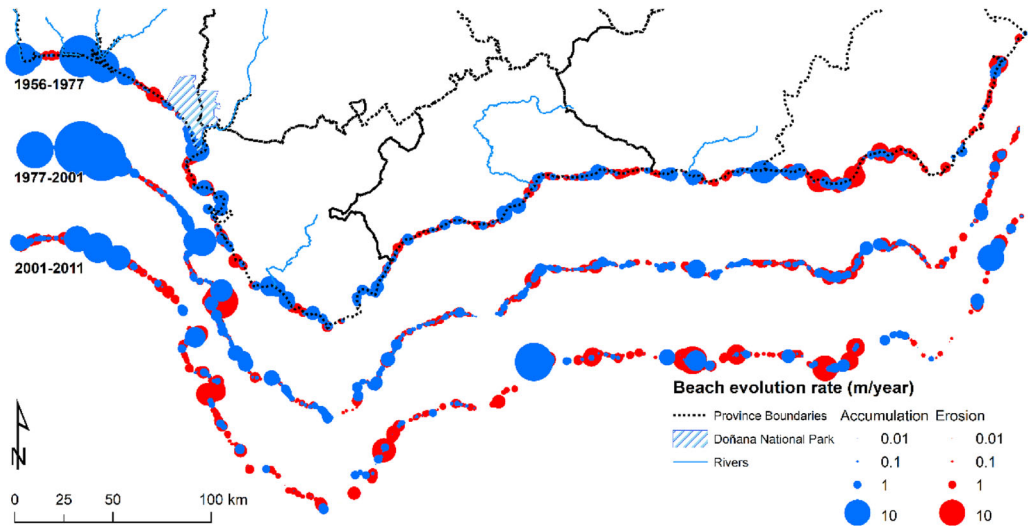 1956-1977
1977-2001
2001-2011
Beach evolution rate (m/year)
Province Boundaries Accumulation Erosion
Doñana National Park 0.01 0.01
0.1 0.1
Rivers
1 1
10 10
N
0 25 50 100 km